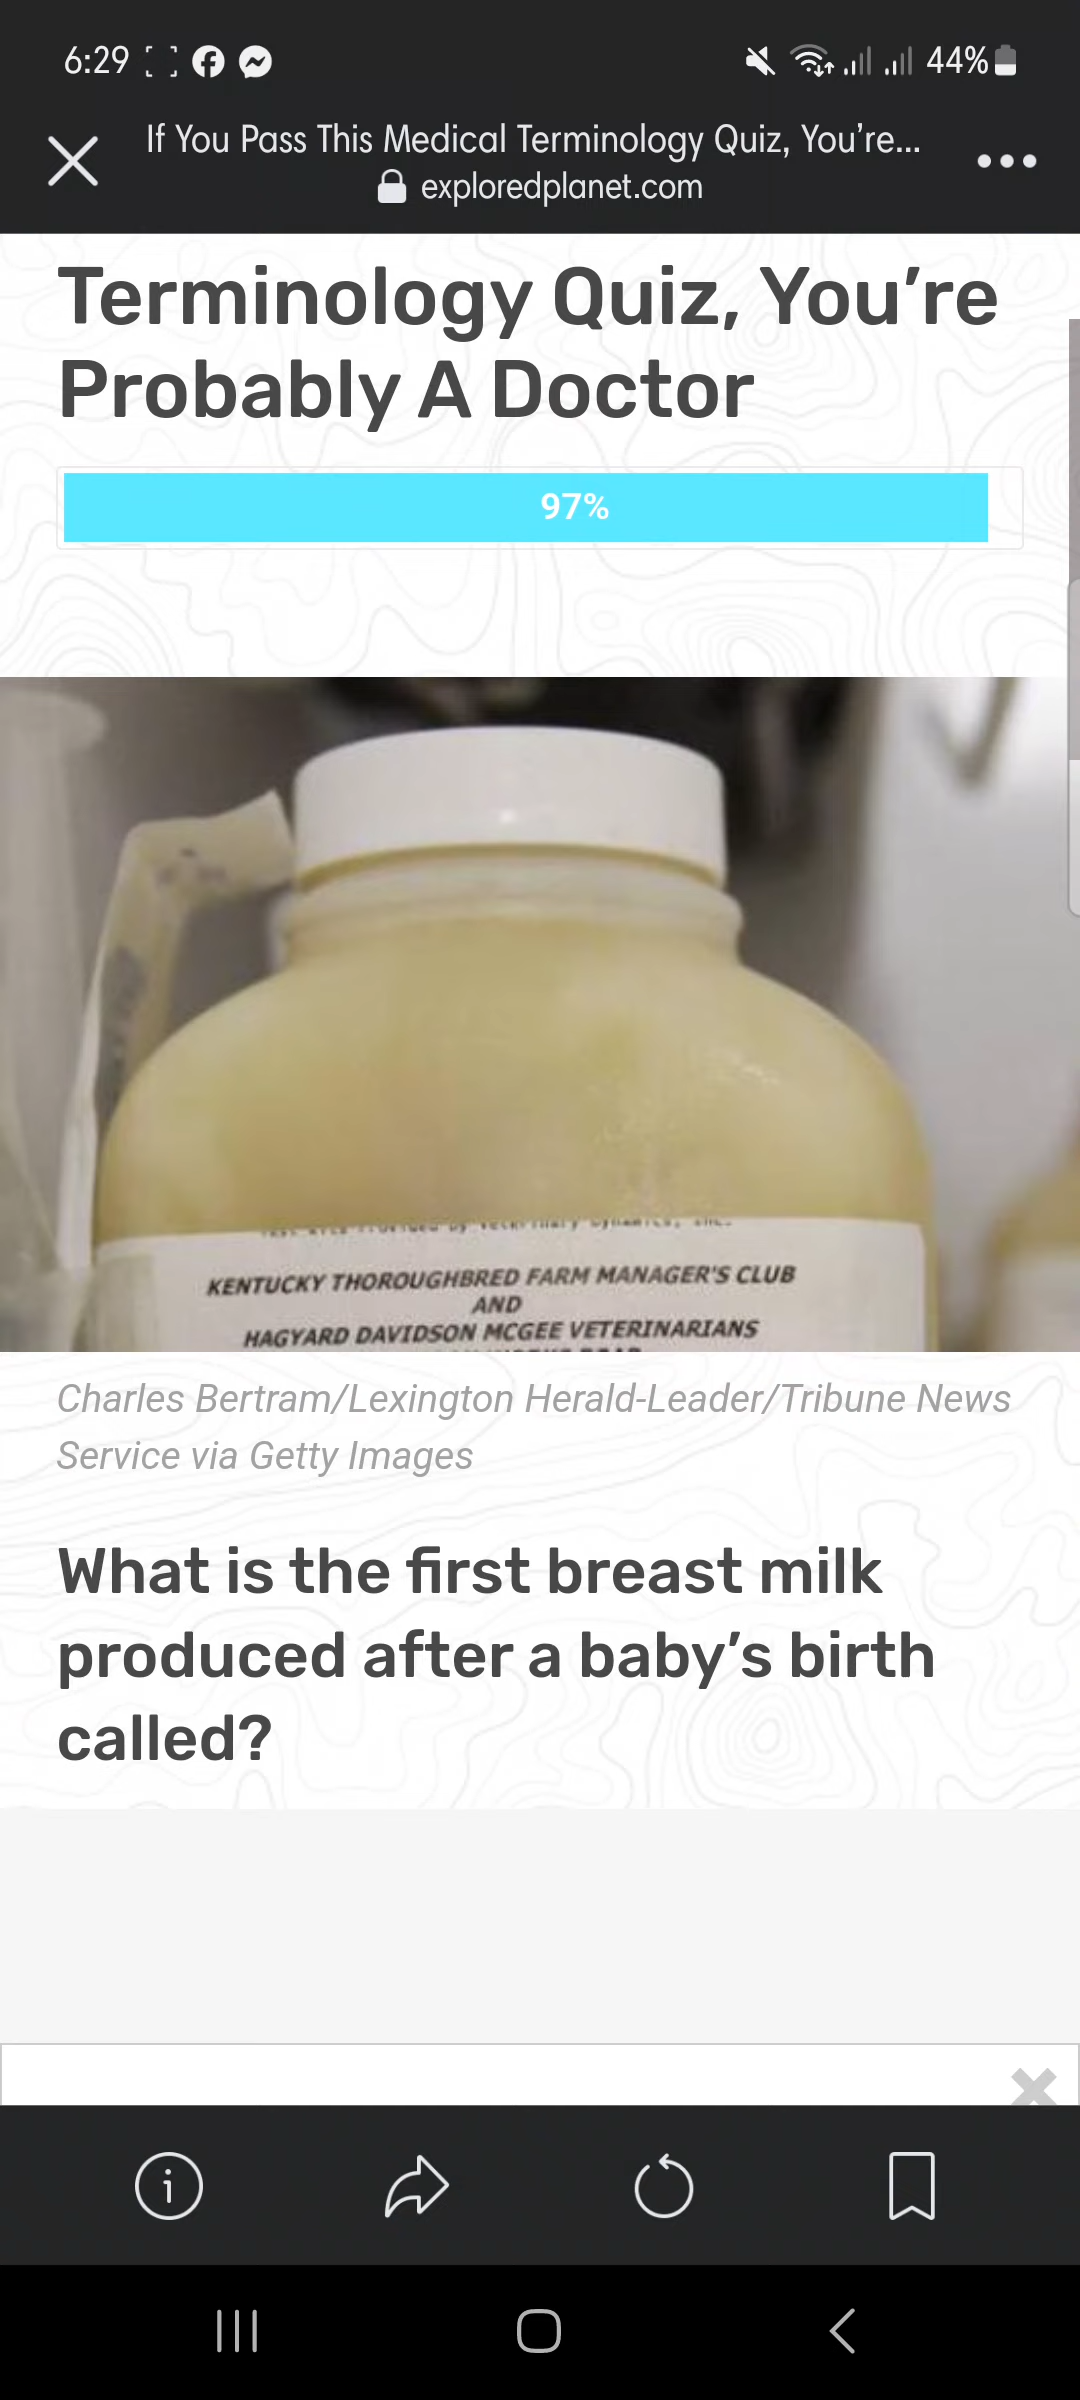 6:29
44%
If You Pass This Medical Terminology Quiz, You're...
exploredplanet.com
Terminology Quiz, You're
Probably A Doctor
97%
KENTUCKY THOROUGHBRED FARM MANAGER'S CLUB
AND
HAGYARD DAVIDSON MCGEE VETERINARIANS
Charles Bertram/Lexington Herald-Leader/Tribune News
Service via Getty Images
What is the first breast milk
produced after a baby's birth
called?